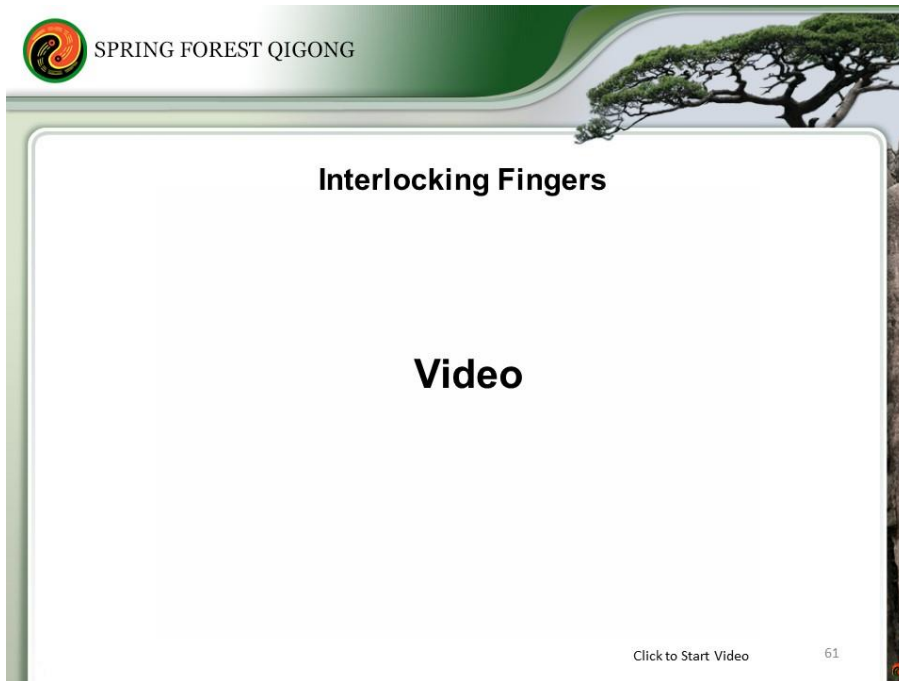 SPRING FOREST QIGONG
Interlocking Fingers
Video
Click to Start Video
61